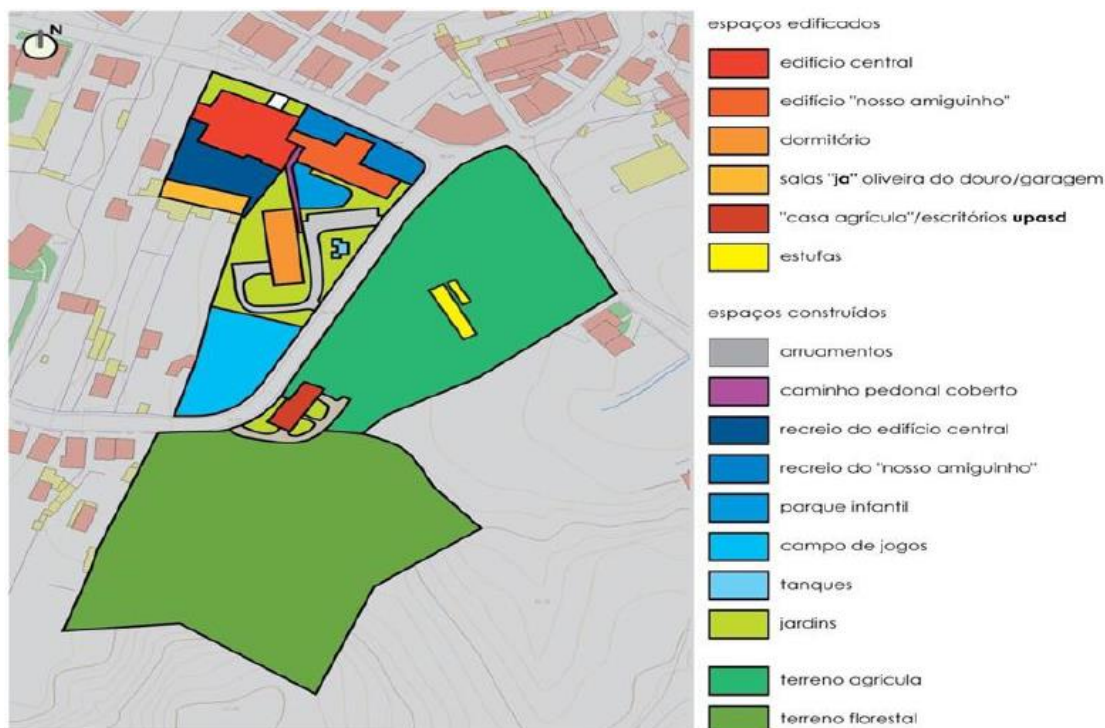 N
espaços edificados
edifício central
edifício "nosso amiguinho"
dormitório
salas "ja" oliveira do douro/garagem
"casa agrícula"/escritórios upasd
estufas
espaços construídos
arruamentos
caminho pedonal coberto
recreio do edifício central
recreio do "nosso amiguinho"
parque infantil
campo de jogos
tanques
jardins
terreno agrícula
terreno florestal